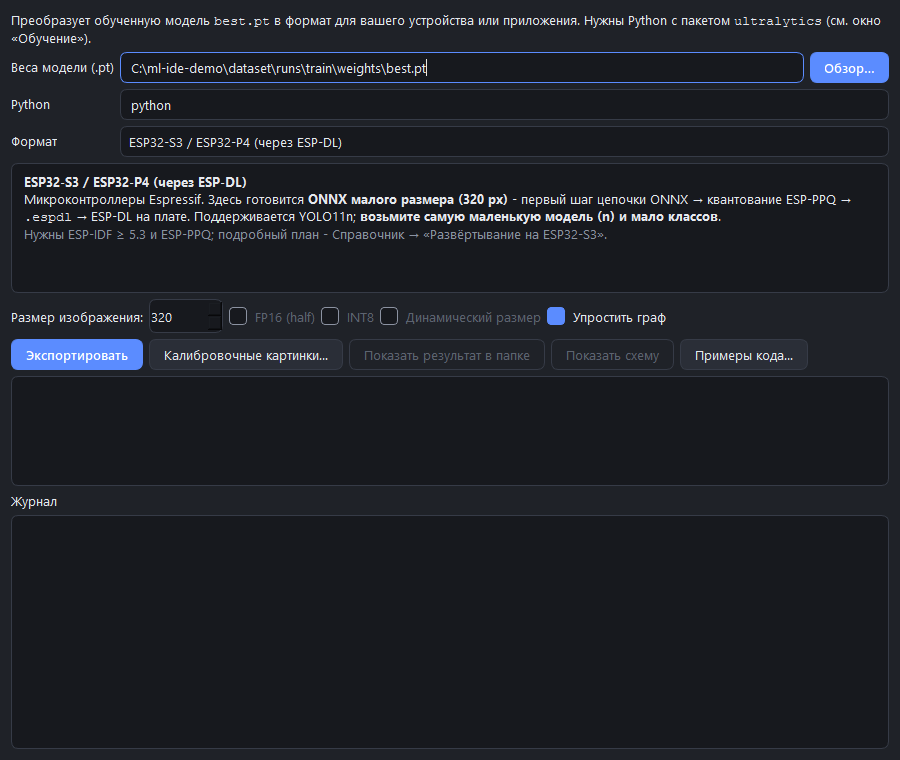 Преобразует обученную модель best.pt в формат для вашего устройства или приложения. Нужны Python с пакетом ultralytics (см. окно
«Обучение»).
Веса модели (.pt) C:\ml-ide-demo\dataset\runs\train\weights\best.pt Обзор...
Python python
Формат ESP32-S3 / ESP32-P4 (через ESP-DL)
ESP32-S3 / ESP32-P4 (через ESP-DL)
Микроконтроллеры Espressif. Здесь готовится ONNX малого размера (320 px) - первый шаг цепочки ONNX → квантование ESP-PPQ →
.espdl → ESP-DL на плате. Поддерживается YOLO11n; возьмите самую маленькую модель (n) и мало классов.
Нужны ESP-IDF ≥ 5.3 и ESP-PPQ; подробный план - Справочник → «Развёртывание на ESP32-S3».
Размер изображения: 320 FP16 (half) INT8 Динамический размер Упростить граф
Экспортировать Калибровочные картинки... Показать результат в папке Показать схему Примеры кода...
Журнал